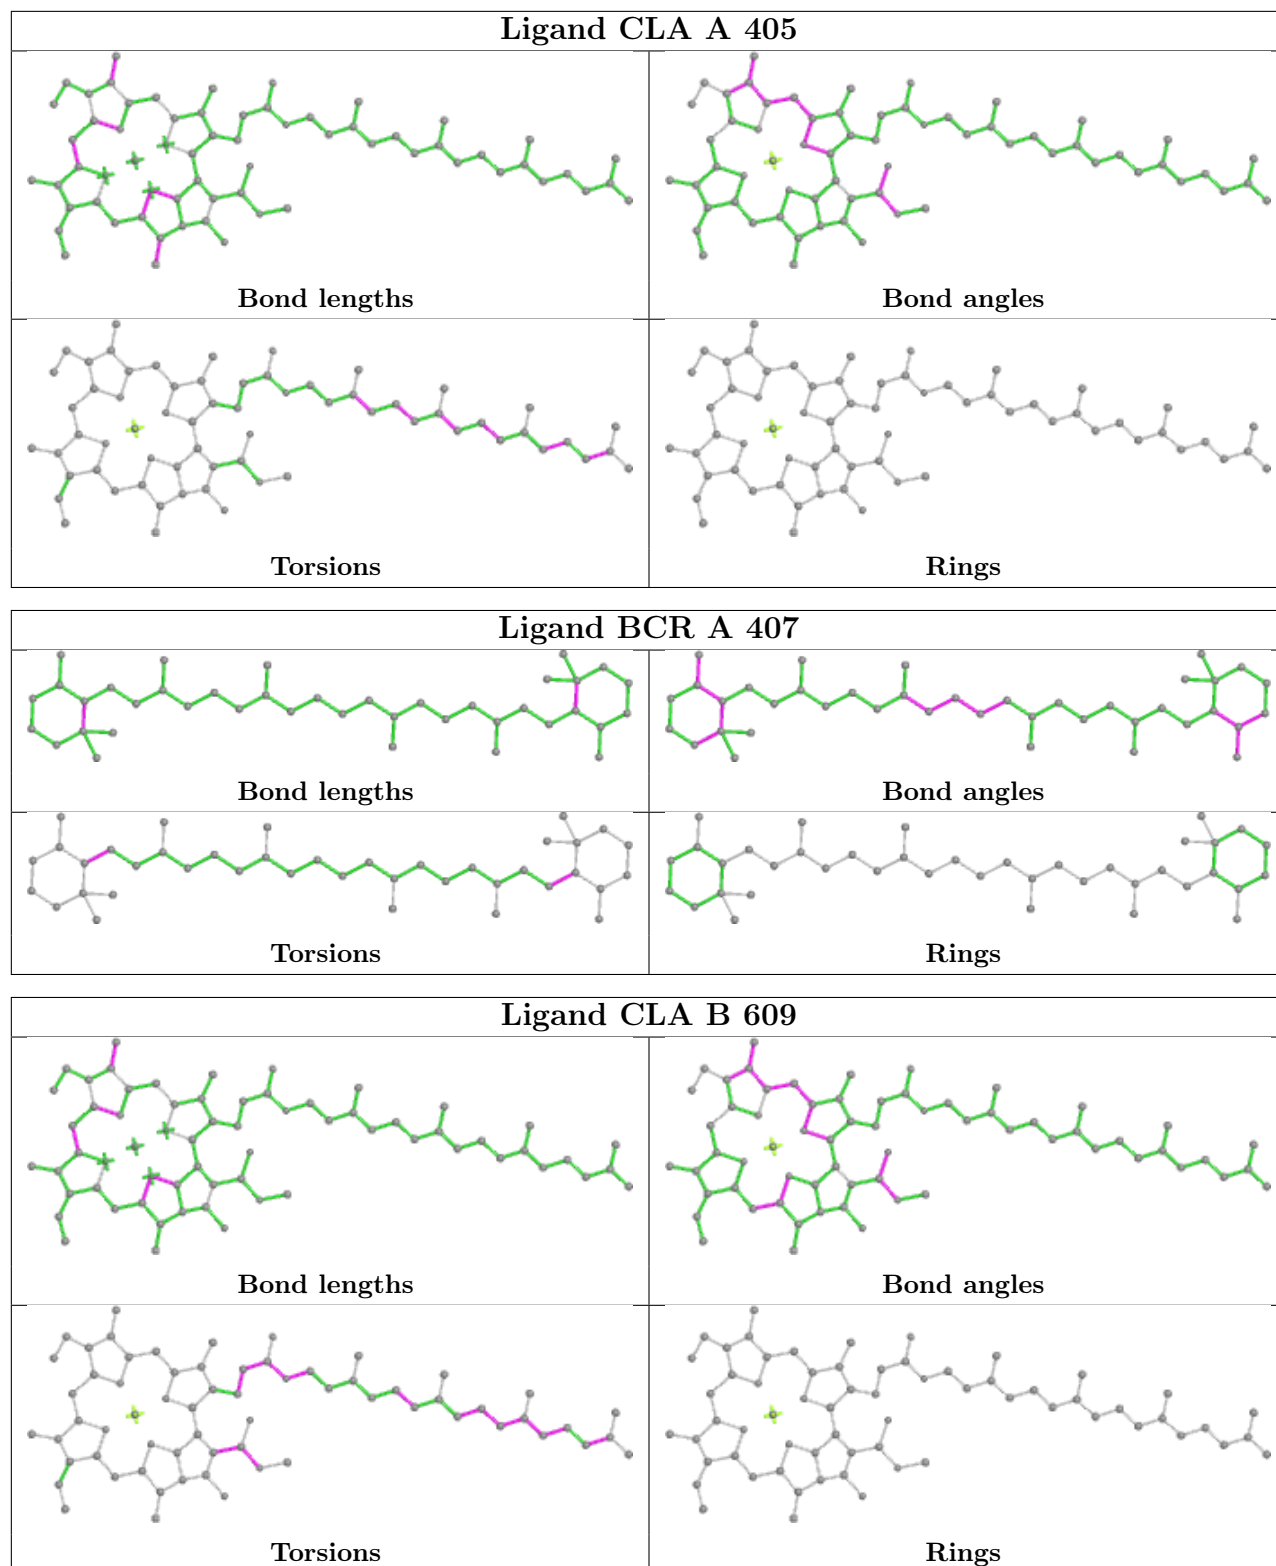 Ligand CLA A 405
Bond lengths
Bond angles
Torsions
Rings
Ligand BCR A 407
Bond lengths
Bond angles
Torsions
Rings
Ligand CLA B 609
Bond lengths
Bond angles
Torsions
Rings